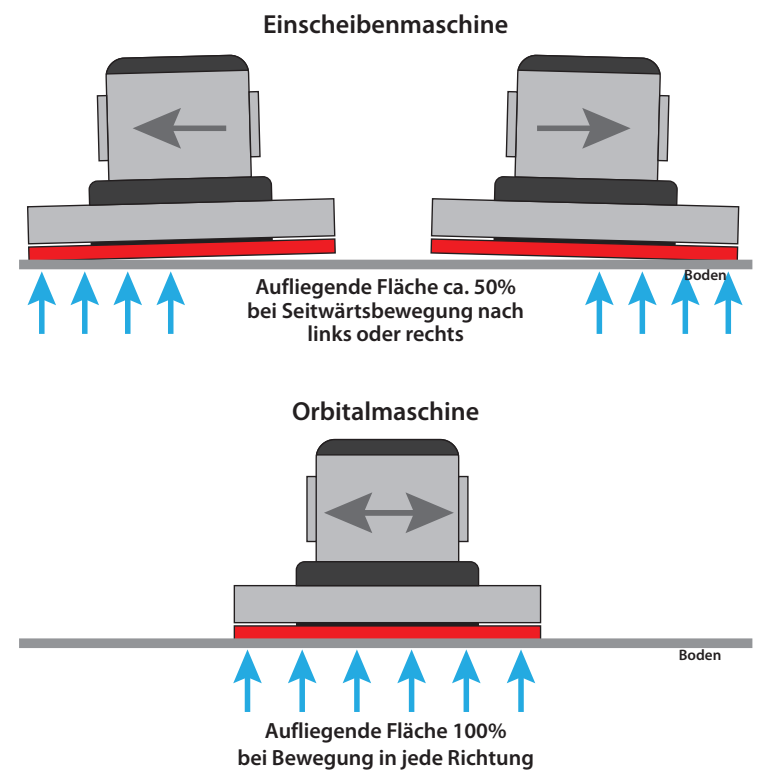 Einscheibenmaschine
Boden
Aufliegende Fläche ca. 50%
bei Seitwärtsbewegung nach
links oder rechts
Orbitalmaschine
Boden
Aufliegende Fläche 100%
bei Bewegung in jede Richtung